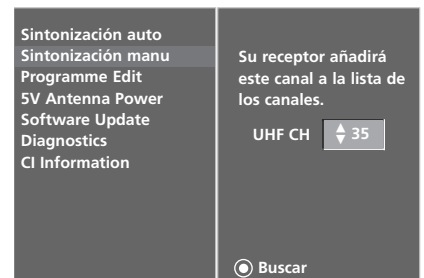 Sintonización auto
Sintonización manu
Programme Edit
5V Antenna Power
Software Update
Diagnostics
CI Information
Su receptor añadirá
este canal a la lista de
los canales.
UHF CH 35
Buscar